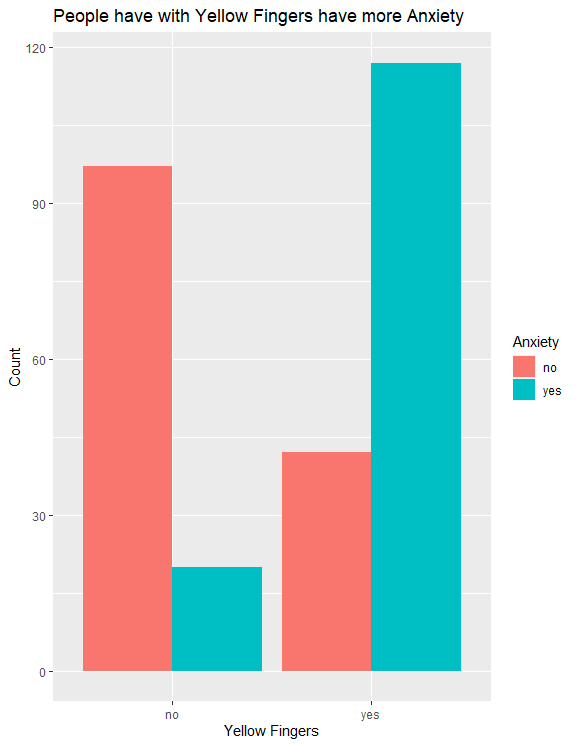 People have with Yellow Fingers have more Anxiety
120
90
60
30
0
Count
no
yes
Yellow Fingers
Anxiety
no
yes